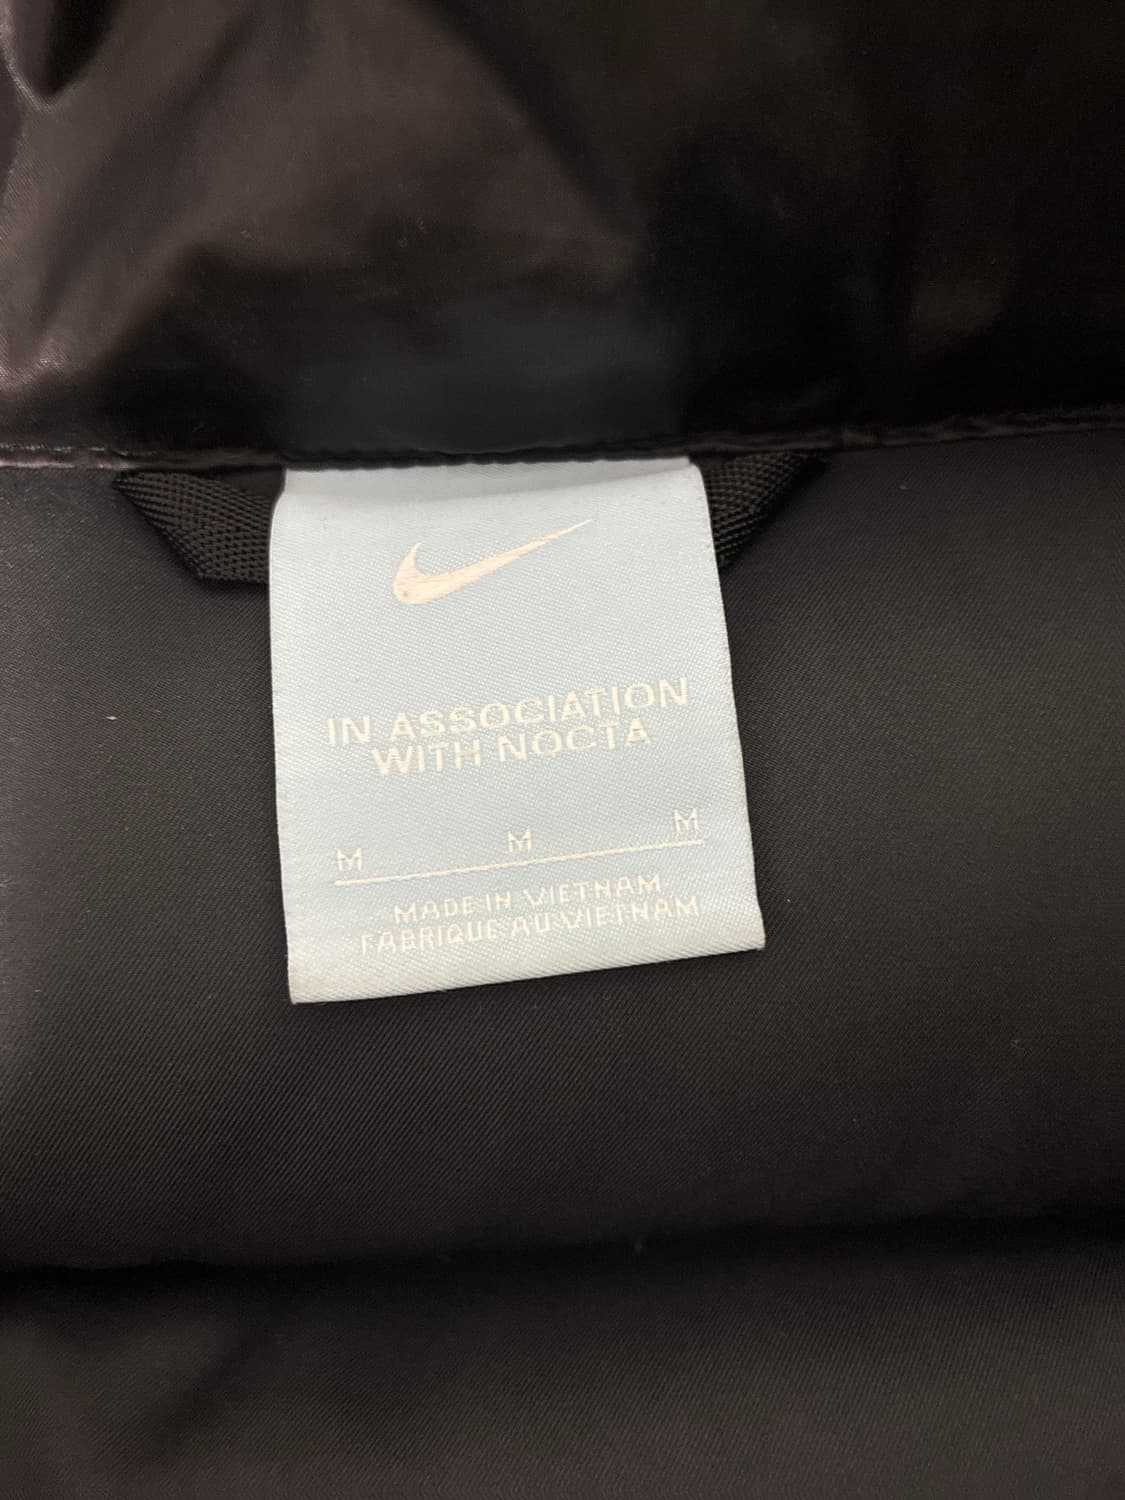 IN ASSOCIATION
WITH NOCTA
M M M
MADE IN VIETNAM
FABRIQUE AU VIETNAM